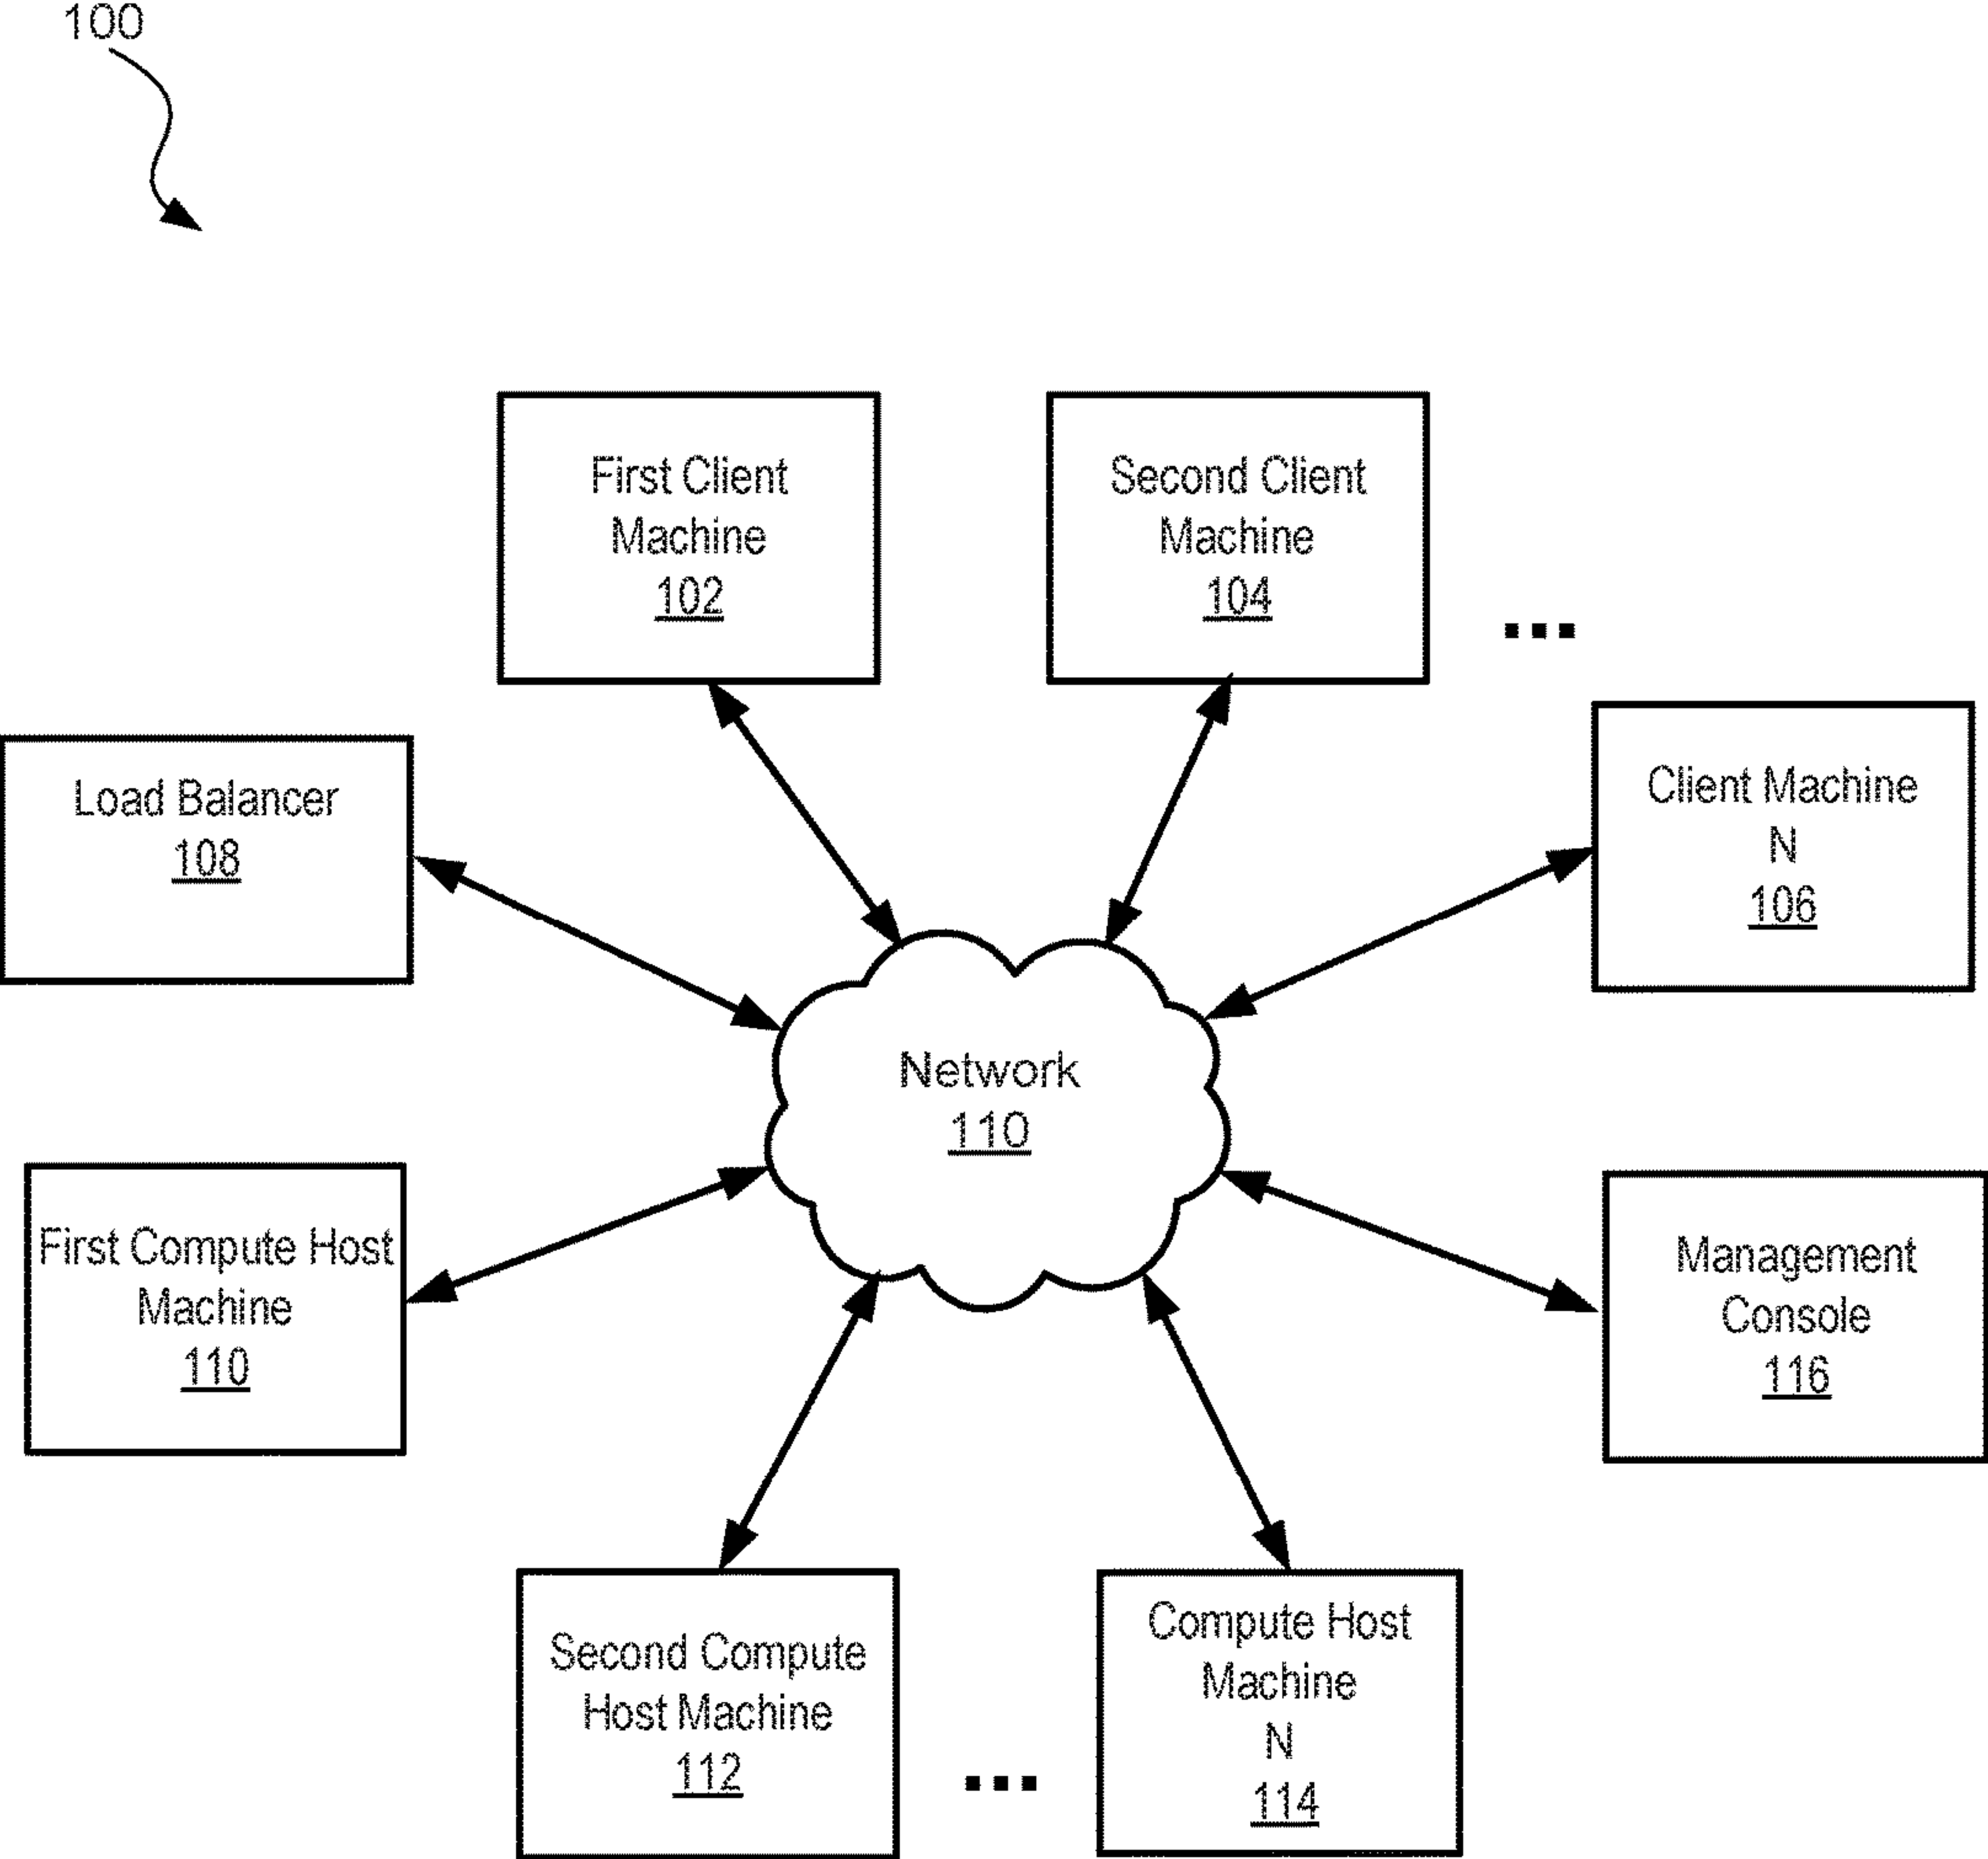 100
First Client
Machine
102
Second Client
Machine
104
...
Load Balancer
108
Client Machine
N
106
Network
110
First Compute Host
Machine
110
Management
Console
116
Second Compute
Host Machine
112
...
Compute Host
Machine
N
114